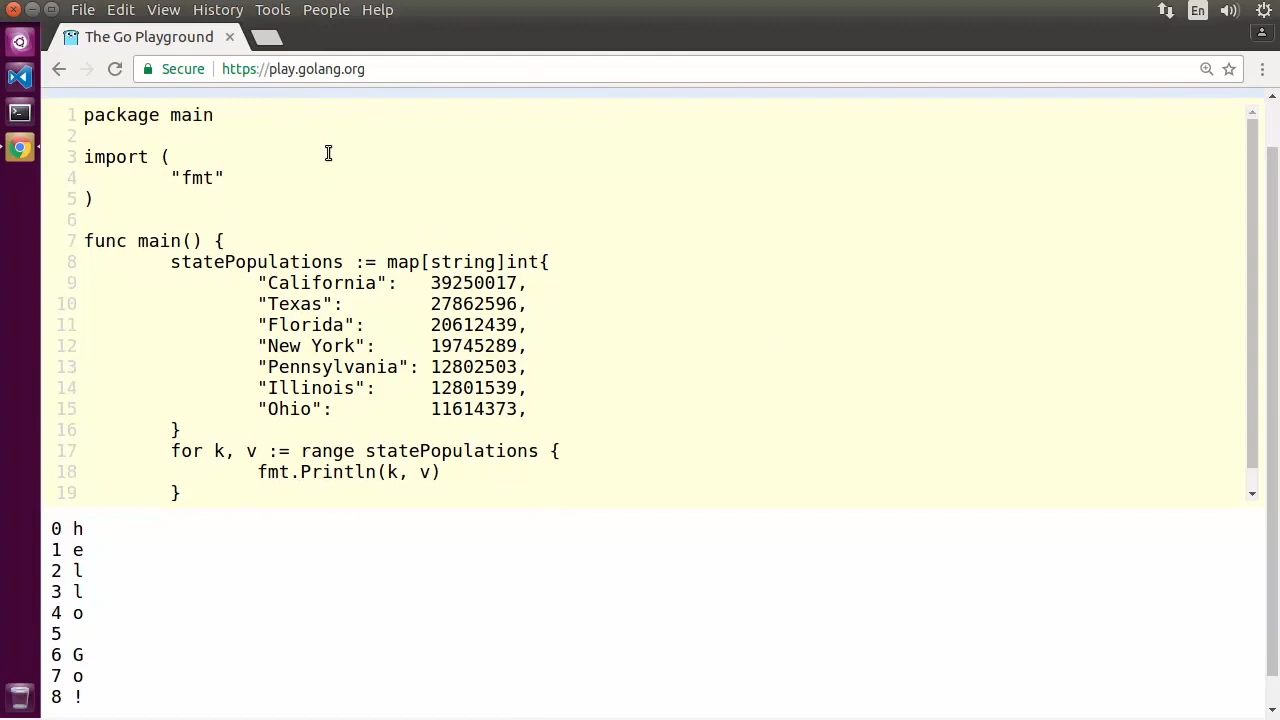 File Edit View History Tools People Help
En
The Go Playground
Secure https://play.golang.org
1 package main
2
3 import (
4 "fmt"
5 )
6
7 func main() {
8 statePopulations := map[string]int{
9 "California": 39250017,
10 "Texas": 27862596,
11 "Florida": 20612439,
12 "New York": 19745289,
13 "Pennsylvania": 12802503,
14 "Illinois": 12801539,
15 "Ohio": 11614373,
16 }
17 for k, v := range statePopulations {
18 fmt.Println(k, v)
19 }
0 h
1 e
2 l
3 l
4 o
5
6 G
7 o
8 !